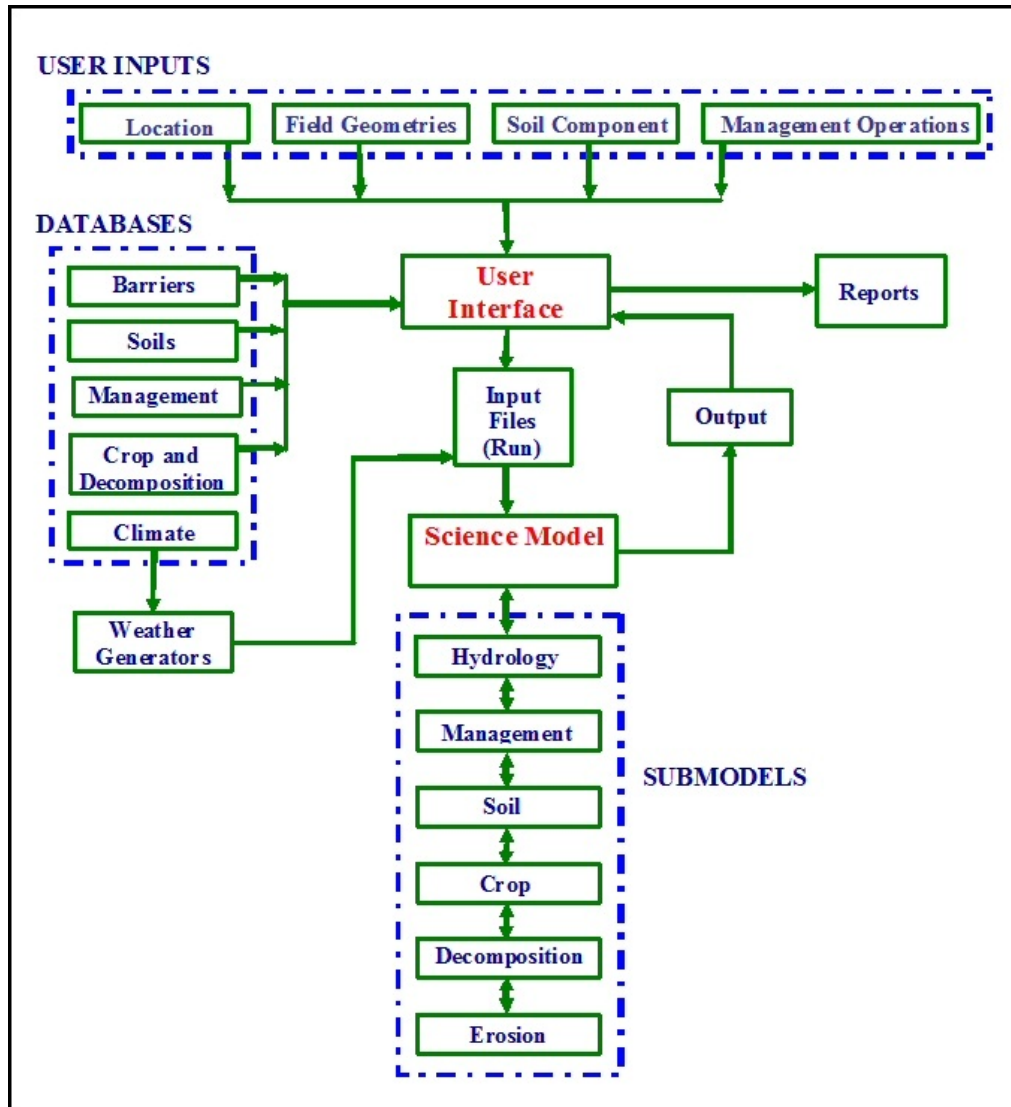 USER INPUTS
Location
Field Geometries
Soil Component
Management Operations
DATABASES
Barriers
Soils
Management
Crop and
Decomposition
Climate
Weather
Generators
User
Interface
Reports
Input
Files
(Run)
Output
Science Model
Hydrology
Management
Soil
Crop
Decomposition
Erosion
SUBMODELS